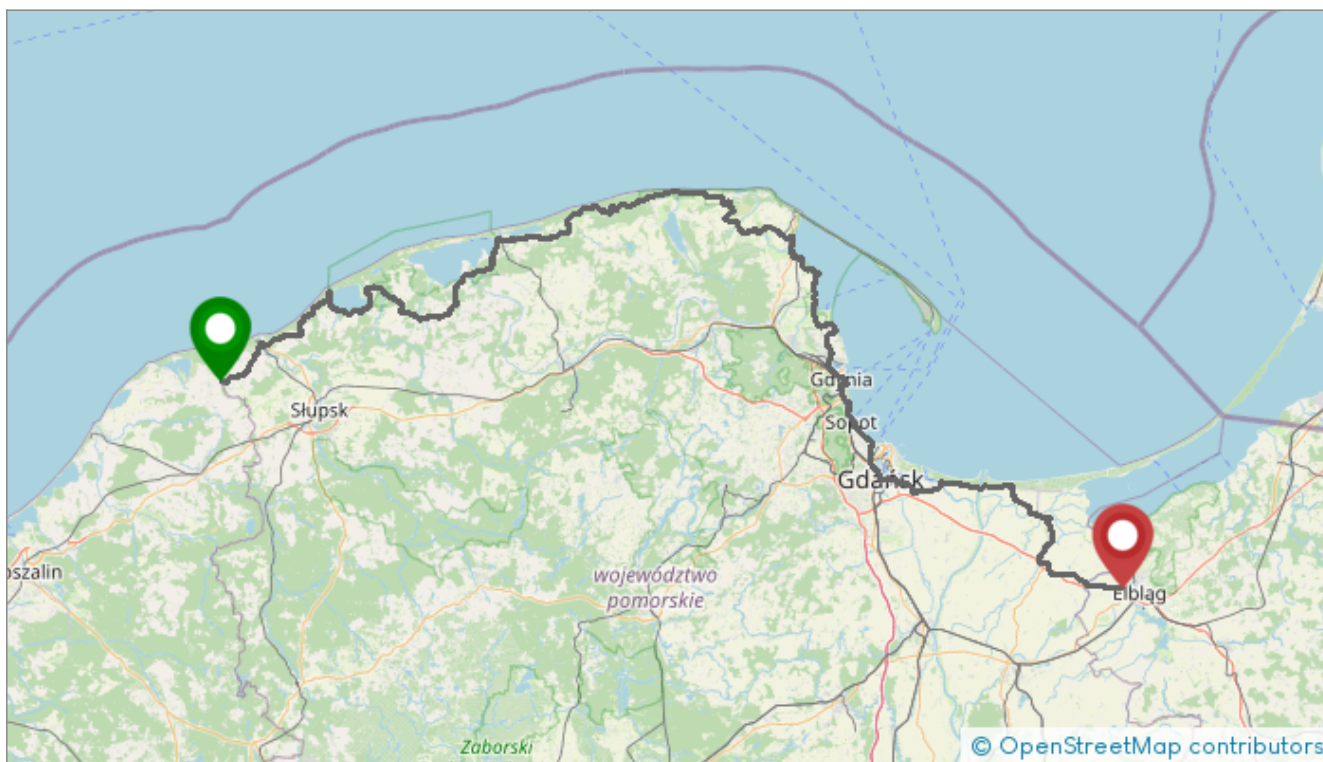 Gdynia
Słupsk
Sopot
Gdańsk
oszalin
województwo
pomorskie
Elbląg
Zaborski
© OpenStreetMap contributors